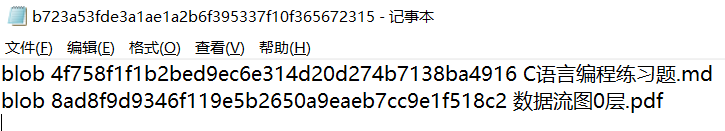 b723a53fde3a1ae1a2b6f395337f10f365672315 - 记事本
文件(F) 编辑(E) 格式(O) 查看(V) 帮助(H)
blob 4f758f1f1b2bed9ec6e314d20d274b7138ba4916 C语言编程练习题.md
blob 8ad8f9d9346f119e5b2650a9eaeb7cc9e1f518c2 数据流图0层.pdf